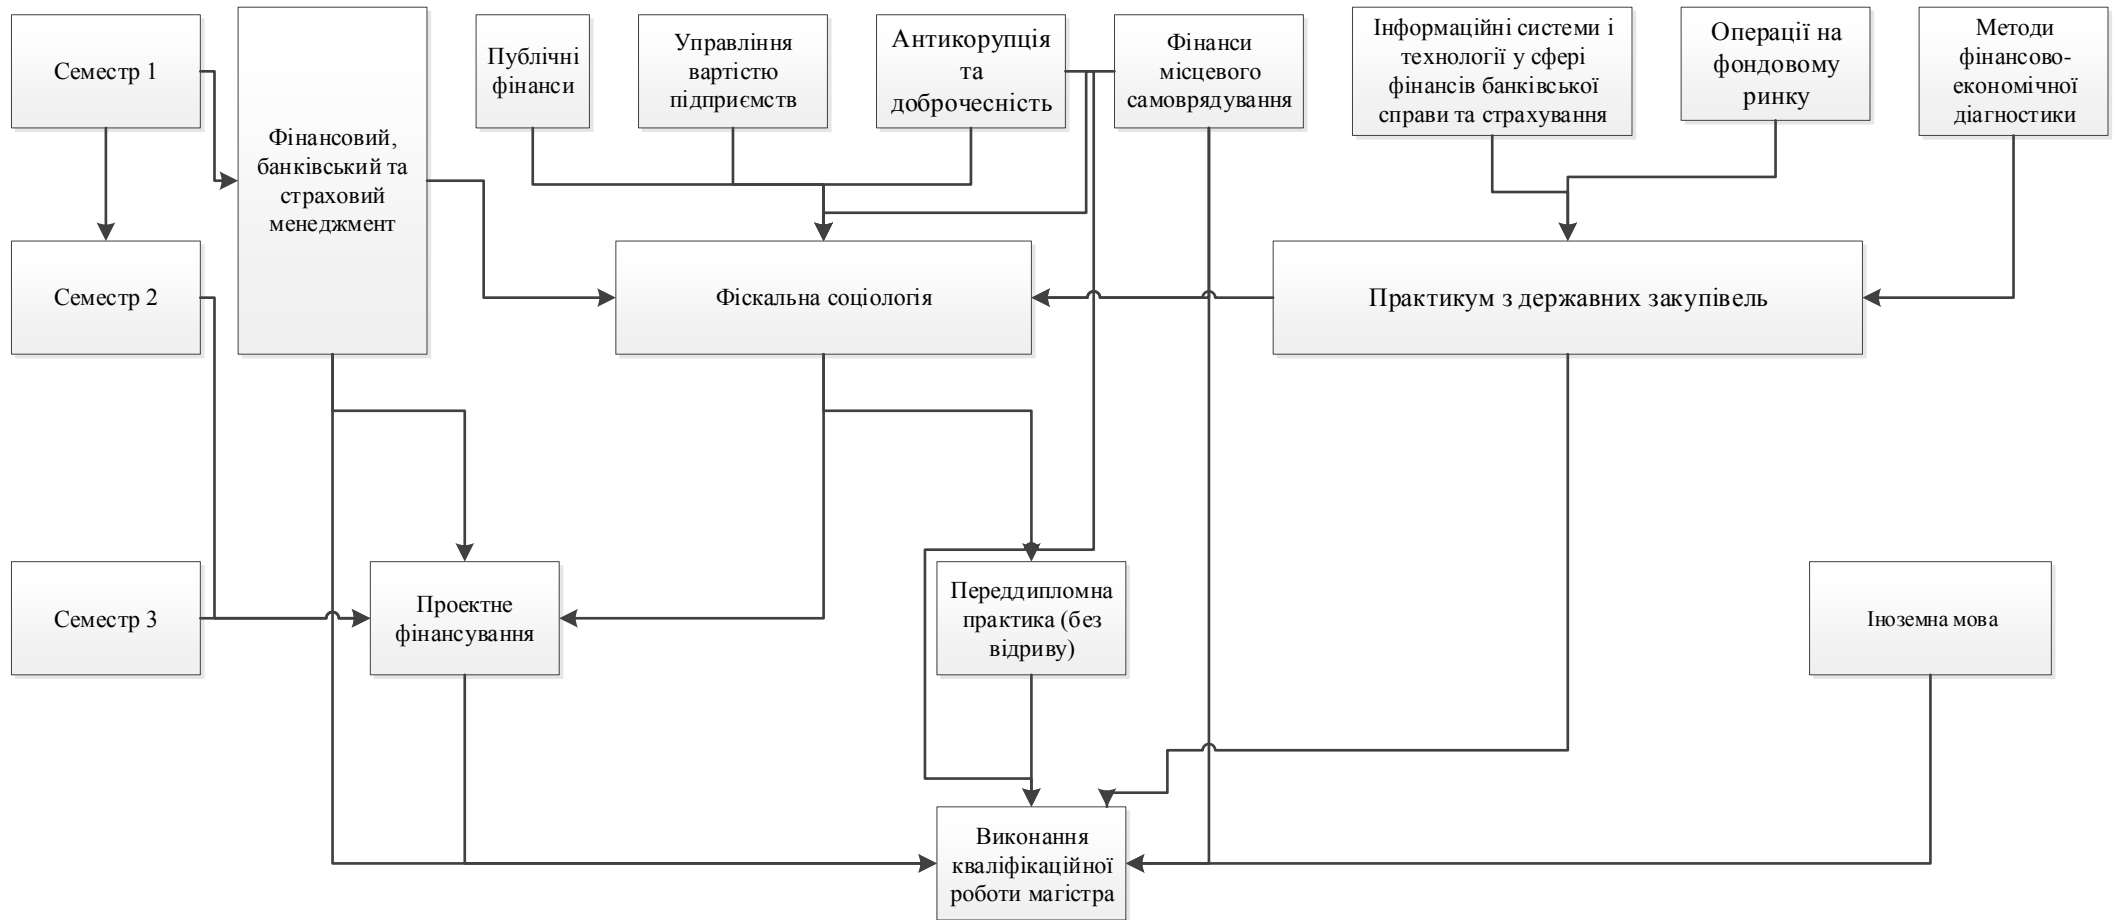 Семестр 1
Фінансовий,
банківський та
страховий
менеджмент
Публічні
фінанси
Управління
вартістю
підприємств
Антикорупція
та
доброчесність
Фінанси
місцевого
самоврядування
Інформаційні системи і
технології у сфері
фінансів банківської
справи та страхування
Операції на
фондовому
ринку
Методи
фінансово-
економічної
діагностики
Семестр 2
Фіскальна соціологія
Практикум з державних закупівель
Семестр 3
Проектне
фінансування
Переддипломна
практика (без
відриву)
Іноземна мова
Виконання
кваліфікаційної
роботи магістра